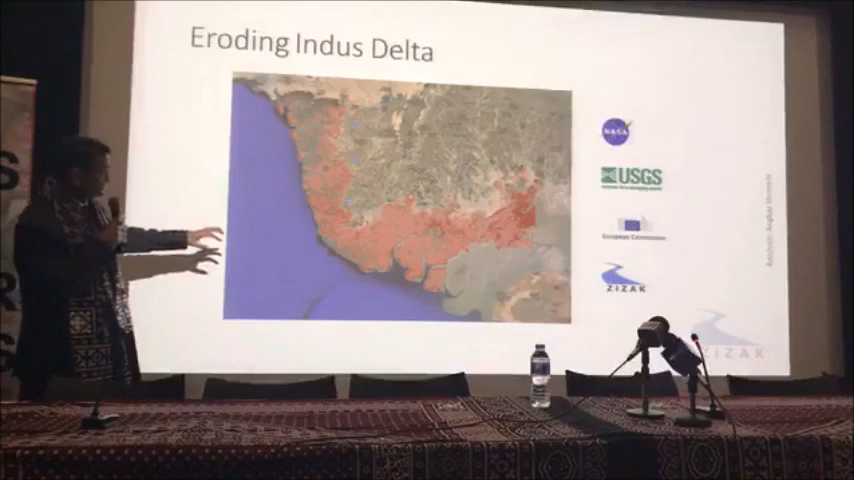 Eroding Indus Delta
NASA
USGS
European Commission
ZIZAK
ZIZAK
S
R
S